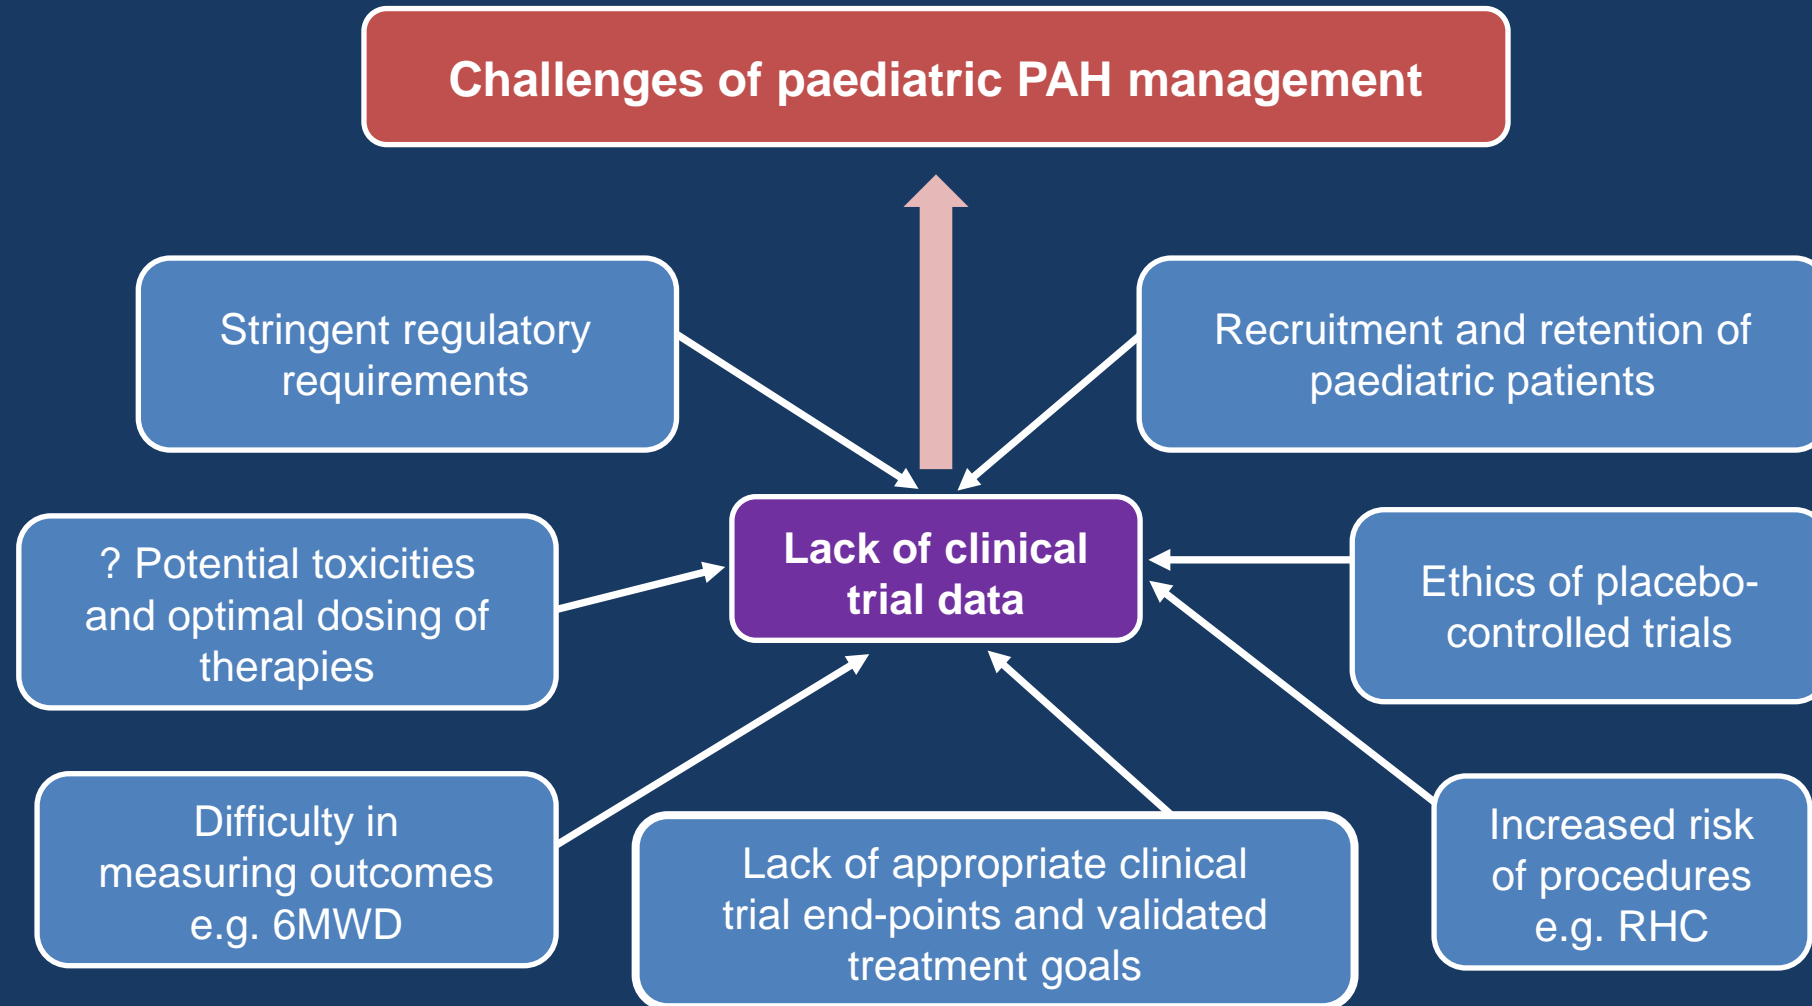 Challenges of paediatric PAH management
Stringent regulatory
requirements
Recruitment and retention of
paediatric patients
? Potential toxicities
and optimal dosing of
therapies
Lack of clinical
trial data
Ethics of placebo-
controlled trials
Difficulty in
measuring outcomes
e.g. 6MWD
Lack of appropriate clinical
trial end-points and validated
treatment goals
Increased risk
of procedures
e.g. RHC